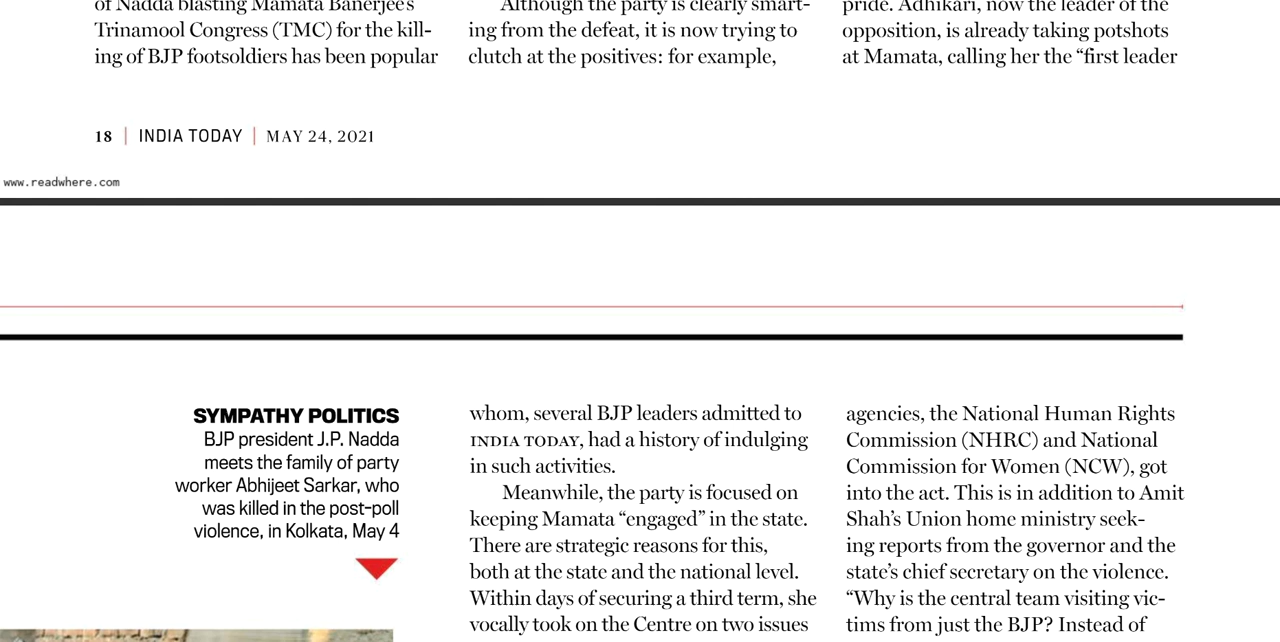 of Nadda blasting Mamata Banerjee's
Trinamool Congress (TMC) for the kill-
ing of BJP footsoldiers has been popular
Although the party is clearly smart-
ing from the defeat, it is now trying to
clutch at the positives: for example,
pride. Adhikari, now the leader of the
opposition, is already taking potshots
at Mamata, calling her the “first leader
18 | INDIA TODAY | MAY 24, 2021
www.readwhere.com
SYMPATHY POLITICS
BJP president J.P. Nadda
meets the family of party
worker Abhijeet Sarkar, who
was killed in the post-poll
violence, in Kolkata, May 4
whom, several BJP leaders admitted to
INDIA TODAY, had a history of indulging
in such activities.
Meanwhile, the party is focused on
keeping Mamata “engaged” in the state.
There are strategic reasons for this,
both at the state and the national level.
Within days of securing a third term, she
vocally took on the Centre on two issues
agencies, the National Human Rights
Commission (NHRC) and National
Commission for Women (NCW), got
into the act. This is in addition to Amit
Shah’s Union home ministry seek-
ing reports from the governor and the
state’s chief secretary on the violence.
“Why is the central team visiting vic-
tims from just the BJP? Instead of